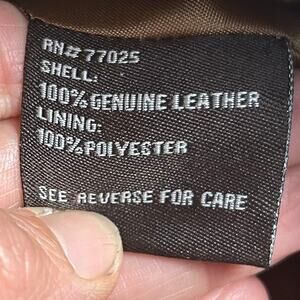 RN#77025
SHELL:
100% GENUINE LEATHER
LINING:
100% POLYESTER
SEE REVERSE FOR CARE